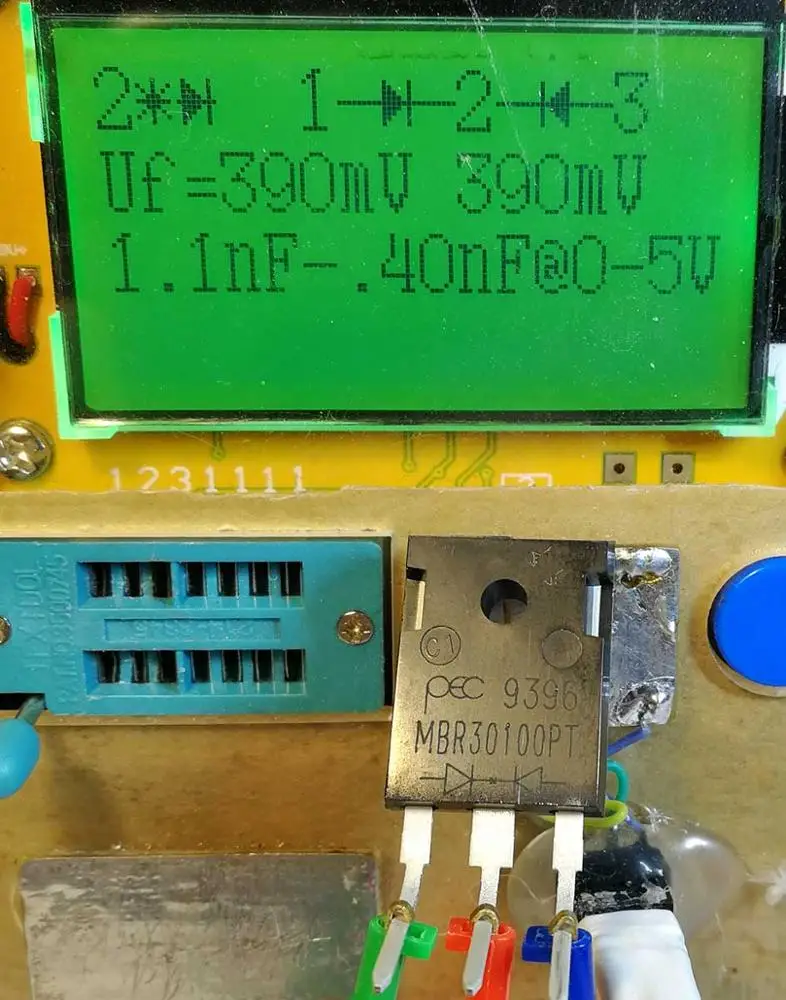 2* 1 2 3
Uf=390mV 390mV
1.1nF-.40nF@0-5V
1231111
C1
PEC 9396
MBR30100PT